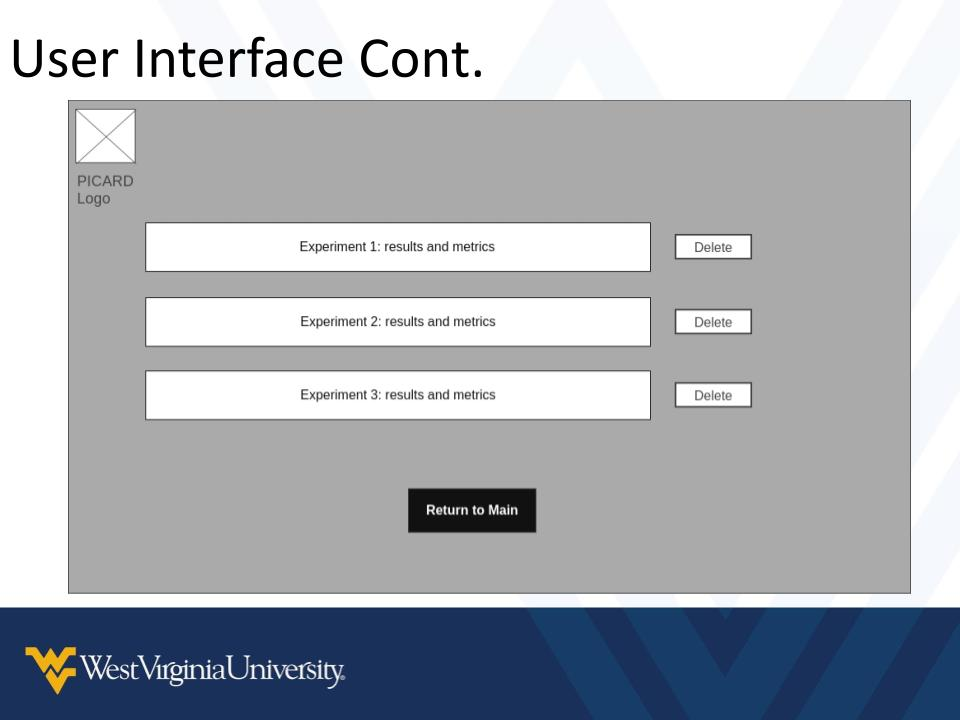 User Interface Cont.
PICARD
Logo
Experiment 1: results and metrics
Delete
Experiment 2: results and metrics
Delete
Experiment 3: results and metrics
Delete
Return to Main
WestVirginiaUniversity.